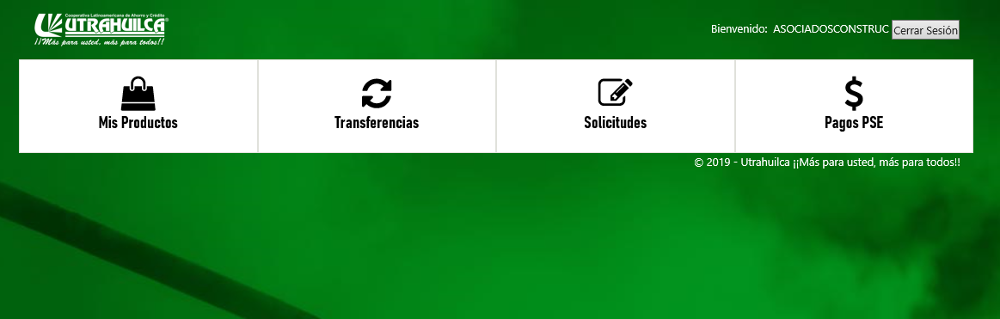 Cooperativa Latinoamericana de Ahorro y Crédito
UTRAHUILCA
¡¡Más para usted, más para todos!!
Bienvenido: ASOCIADOSCONSTRUC Cerrar Sesión
Mis Productos
Transferencias
Solicitudes
Pagos PSE
© 2019 - Utrahuilca ¡¡Más para usted, más para todos!!